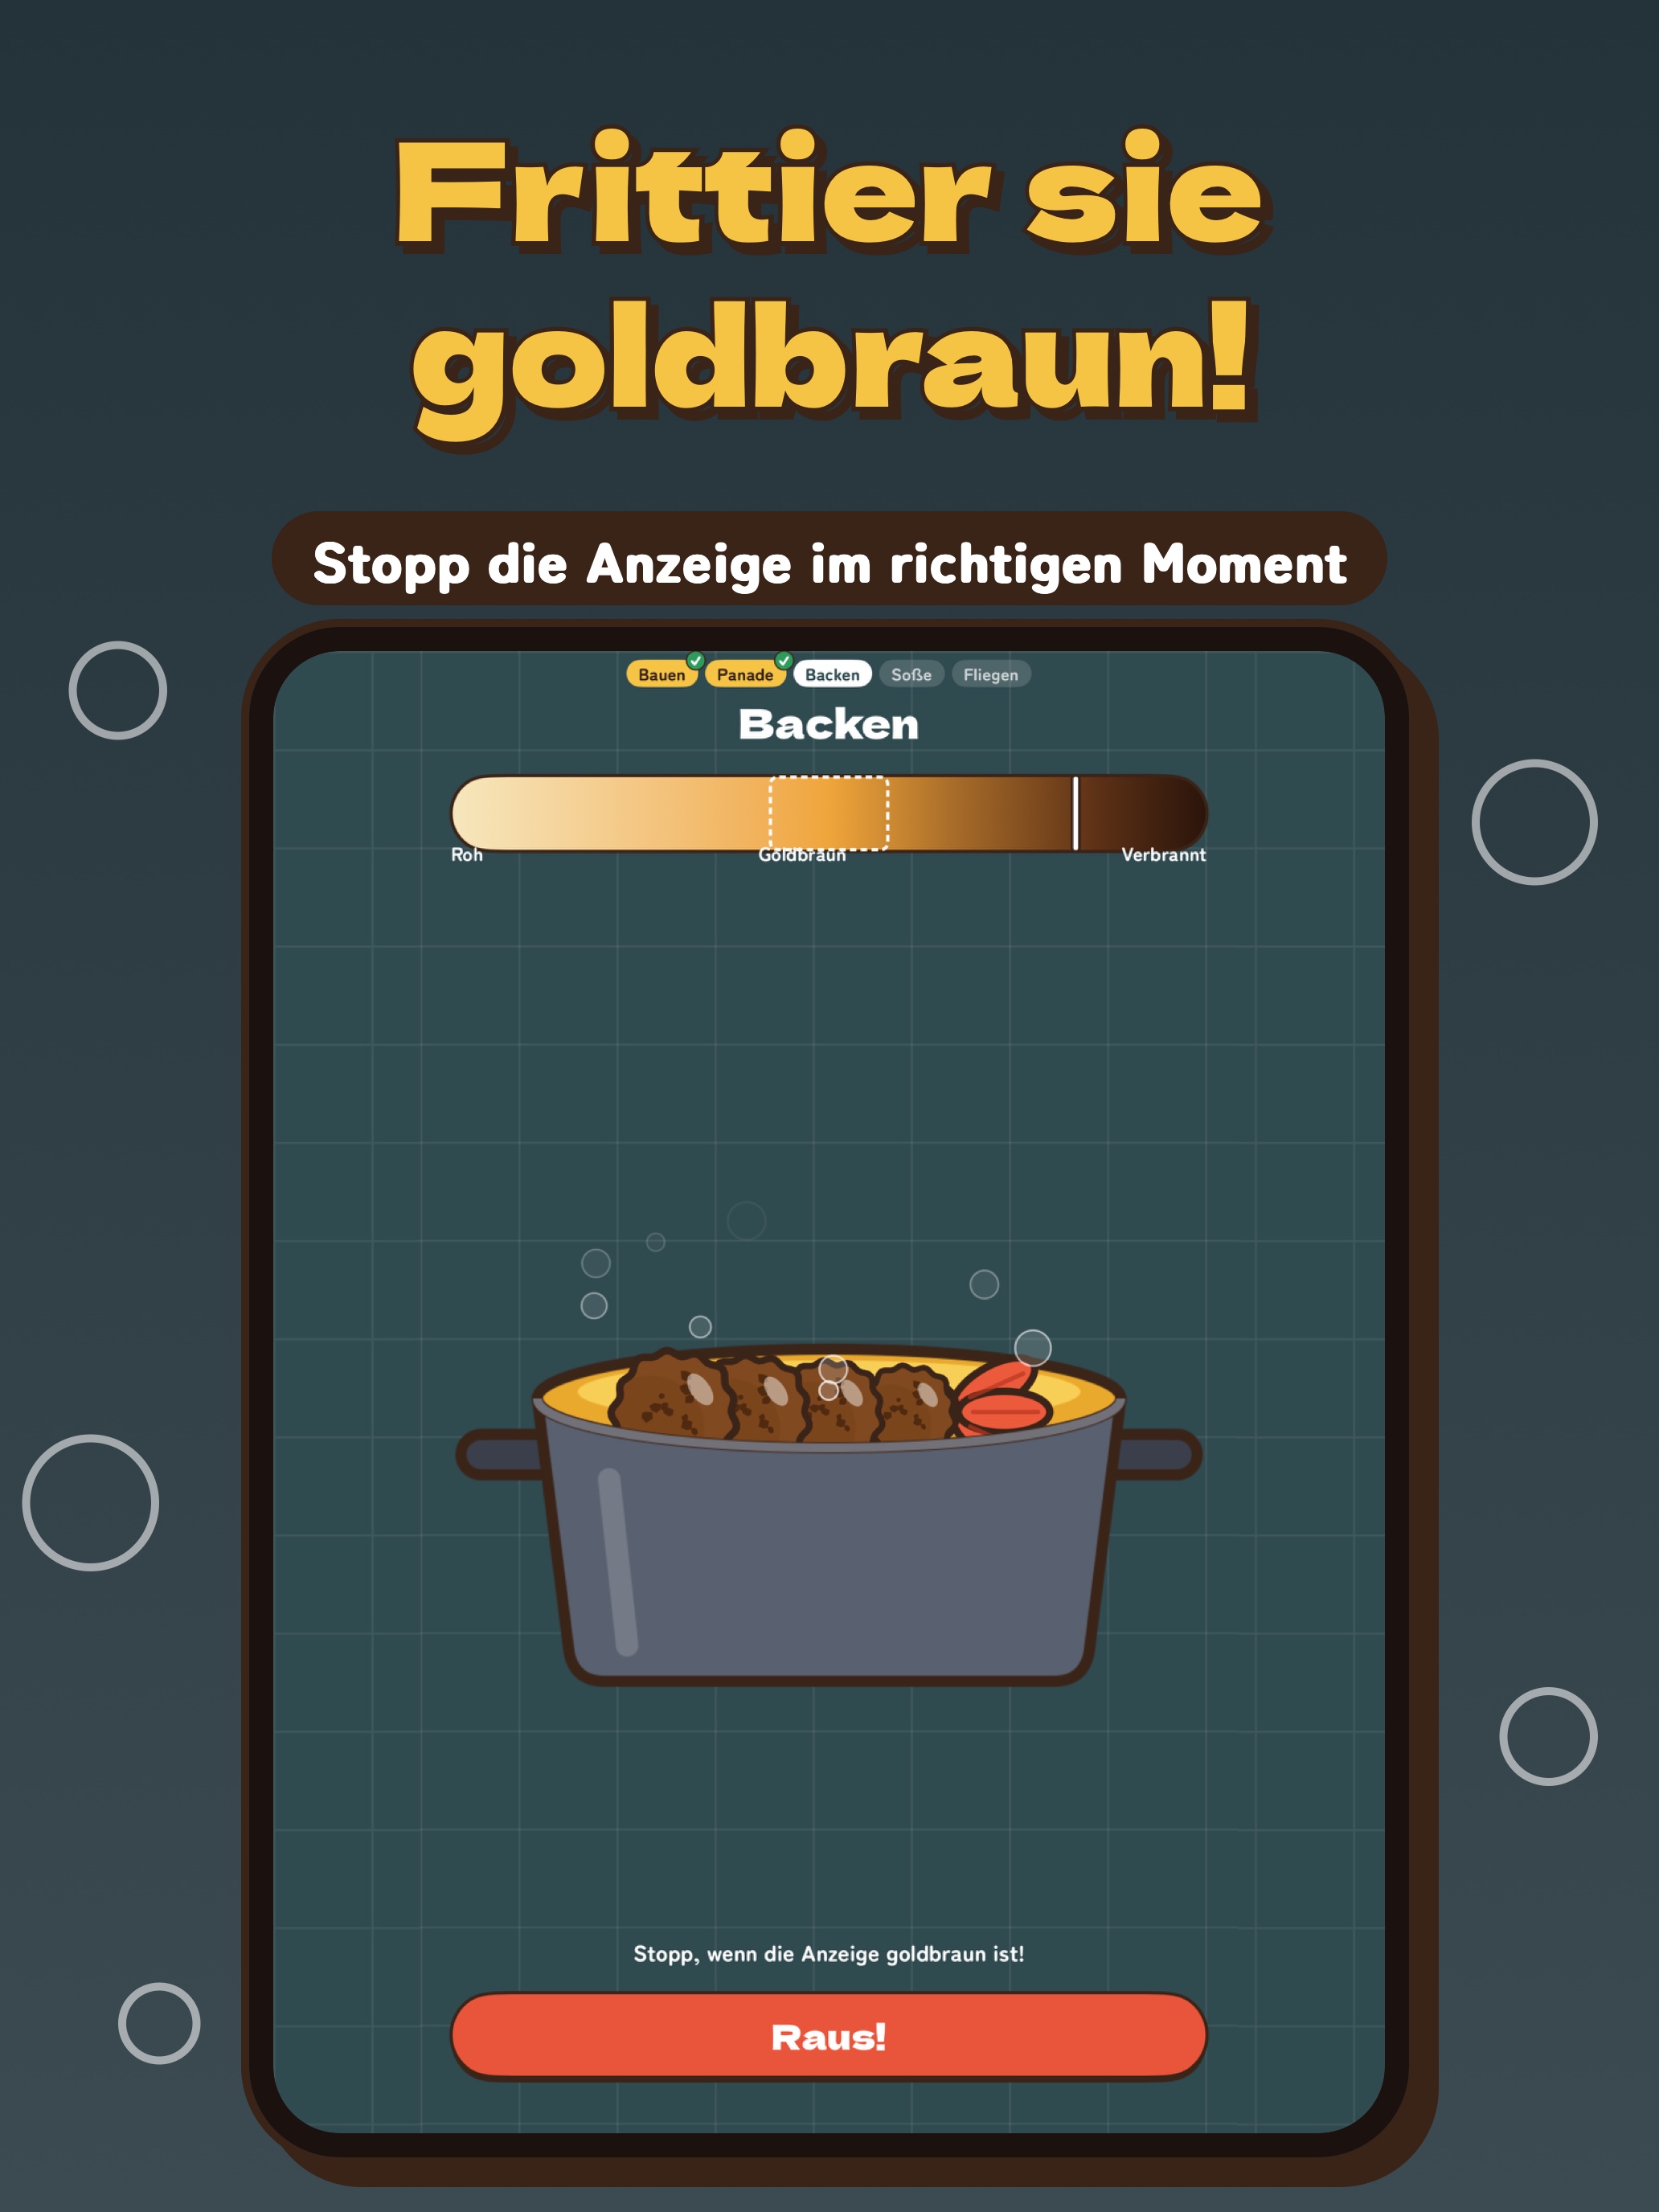 Frittier sie
goldbraun!
Stopp die Anzeige im richtigen Moment
Bauen Panade Backen Soße Fliegen
Backen
Roh Goldbraun Verbrannt
Stopp, wenn die Anzeige goldbraun ist!
Raus!